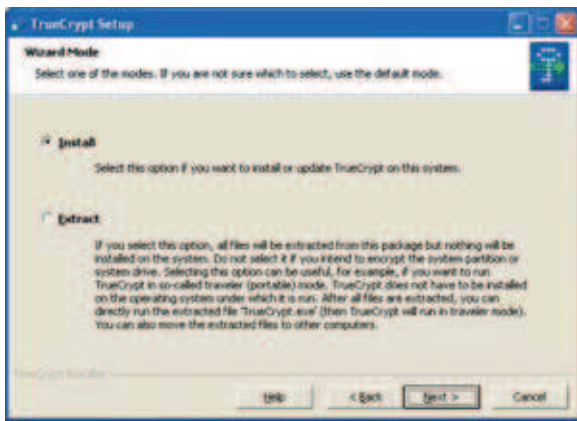 TrueCrypt Setup
Wizard Mode
Select one of the modes. If you are not sure which to select, use the default mode.
Install
Select this option if you want to install or update TrueCrypt on this system.
Extract
If you select this option, all files will be extracted from this package but nothing will be
installed on the system. Do not select it if you intend to encrypt the system partition or
system drive. Selecting this option can be useful, for example, if you want to run
TrueCrypt in so-called traveler (portable) mode. TrueCrypt does not have to be installed
on the operating system under which it is run. After all files are extracted, you can
directly run the extracted file 'TrueCrypt.exe' (then TrueCrypt will run in traveler mode).
You can also move the extracted files to other computers.
TrueCrypt Installer
Help
< Back
Next >
Cancel